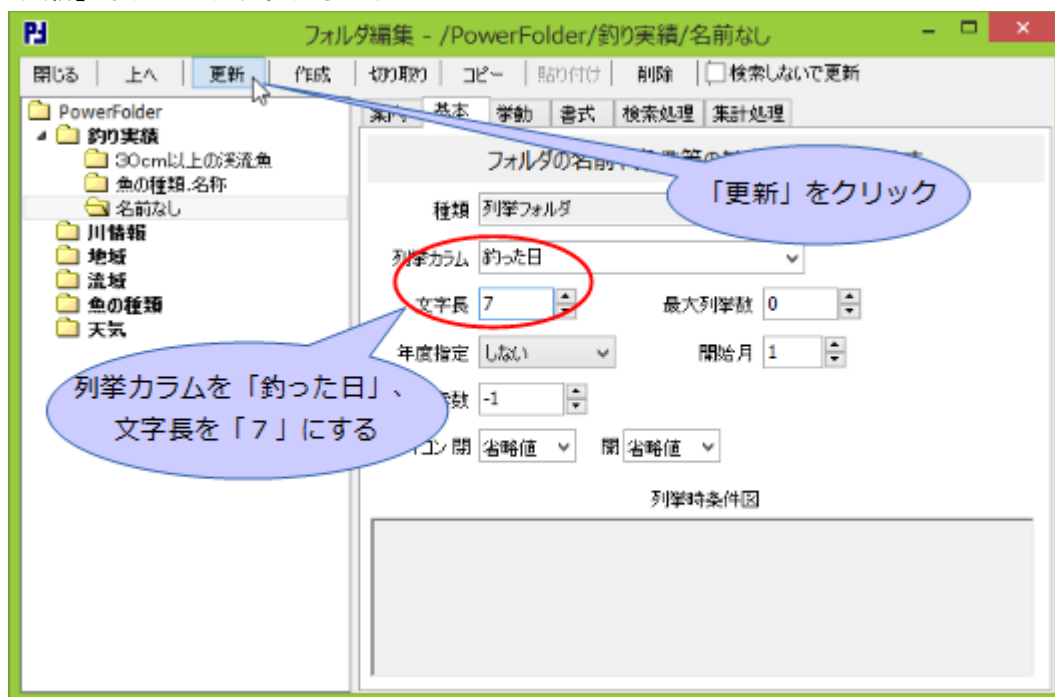 フォルダ編集 - /PowerFolder/釣り実績/名前なし
閉じる 上へ 更新 作成 切り取り コピー 貼り付け 削除 検索しないで更新
PowerFolder
釣り実績
30cm以上の渓流魚
魚の種類.名称
名前なし
川情報
地域
流域
魚の種類
天気
基本 挙動 書式 検索処理 集計処理
フォルダの名前
「更新」をクリック
種類 列挙フォルダ
列挙カラム 釣った日
文字長 7 最大列挙数 0
年度指定 しない 開始月 1
数 -1
コン 閉 省略値 開 省略値
列挙カラムを「釣った日」、
文字長を「7」にする
列挙時条件図